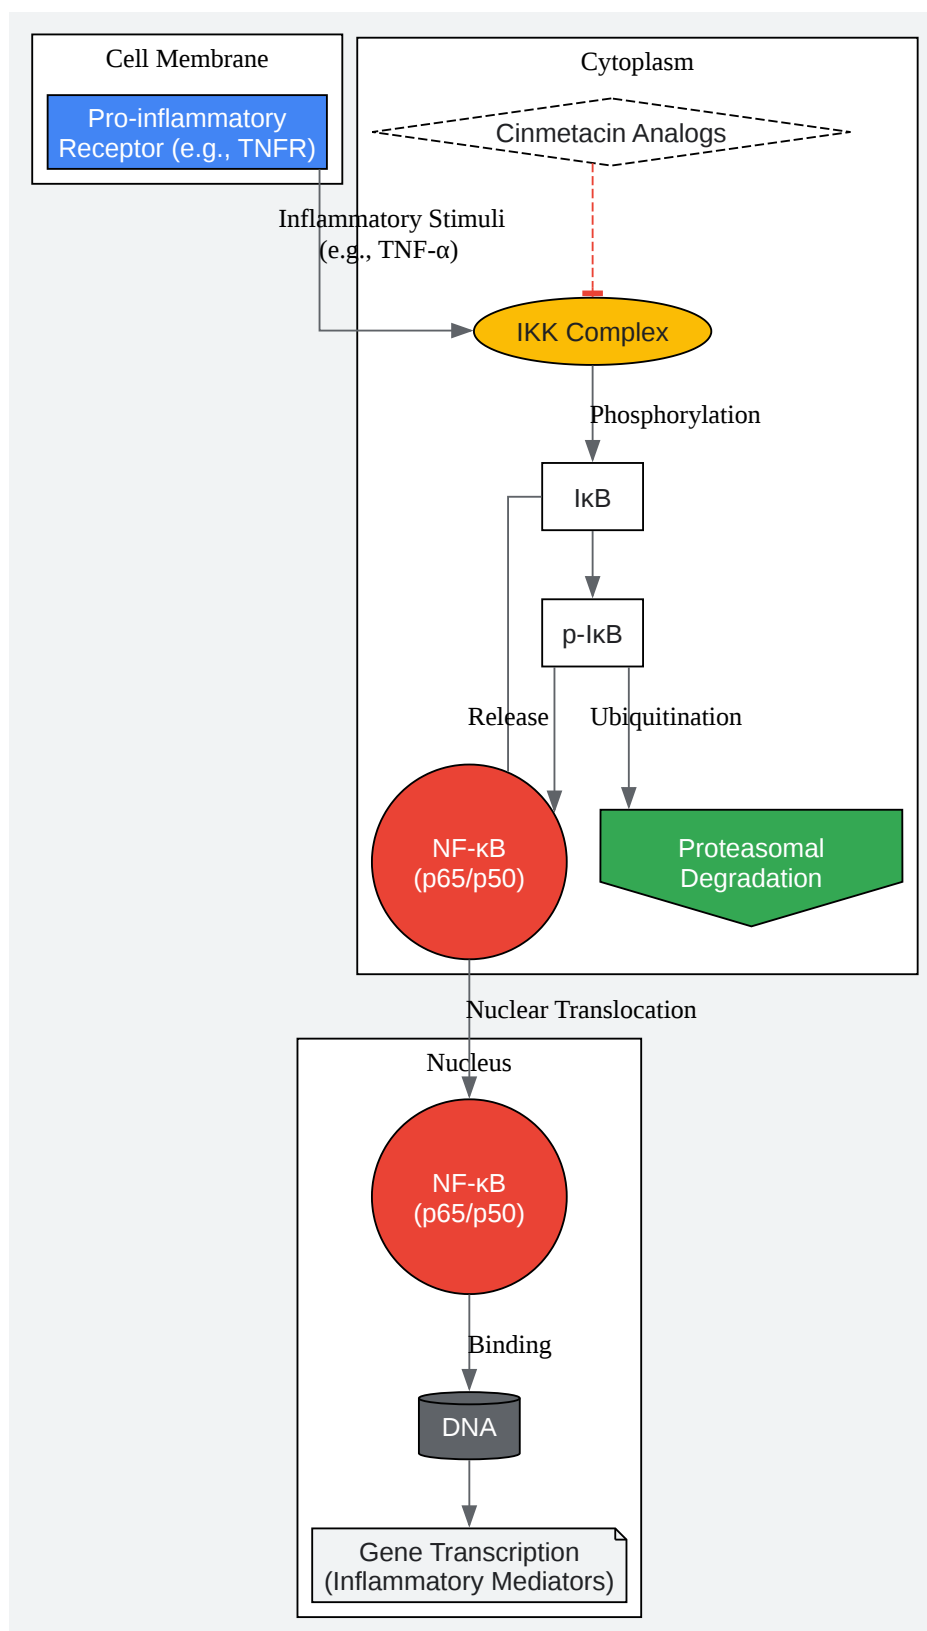 Cell Membrane
Pro-inflammatory
Receptor (e.g., TNFR)
Cytoplasm
Cinmetacin Analogs
Inflammatory Stimuli
(e.g., TNF-α)
IKK Complex
Phosphorylation
IκB
p-IκB
Release
Ubiquitination
NF-κB
(p65/p50)
Proteasomal
Degradation
Nuclear Translocation
Nucleus
NF-κB
(p65/p50)
Binding
DNA
Gene Transcription
(Inflammatory Mediators)